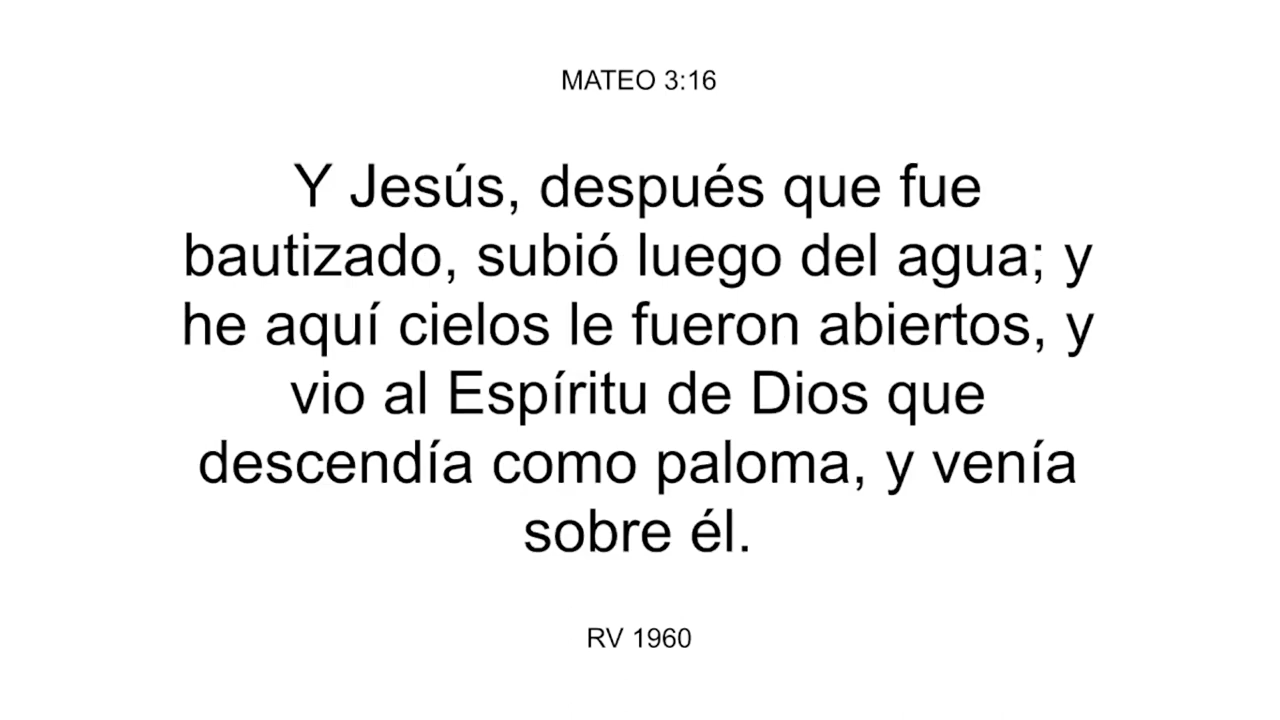 MATEO 3:16
Y Jesús, después que fue
bautizado, subió luego del agua; y
he aquí cielos le fueron abiertos, y
vio al Espíritu de Dios que
descendía como paloma, y venía
sobre él.
RV 1960